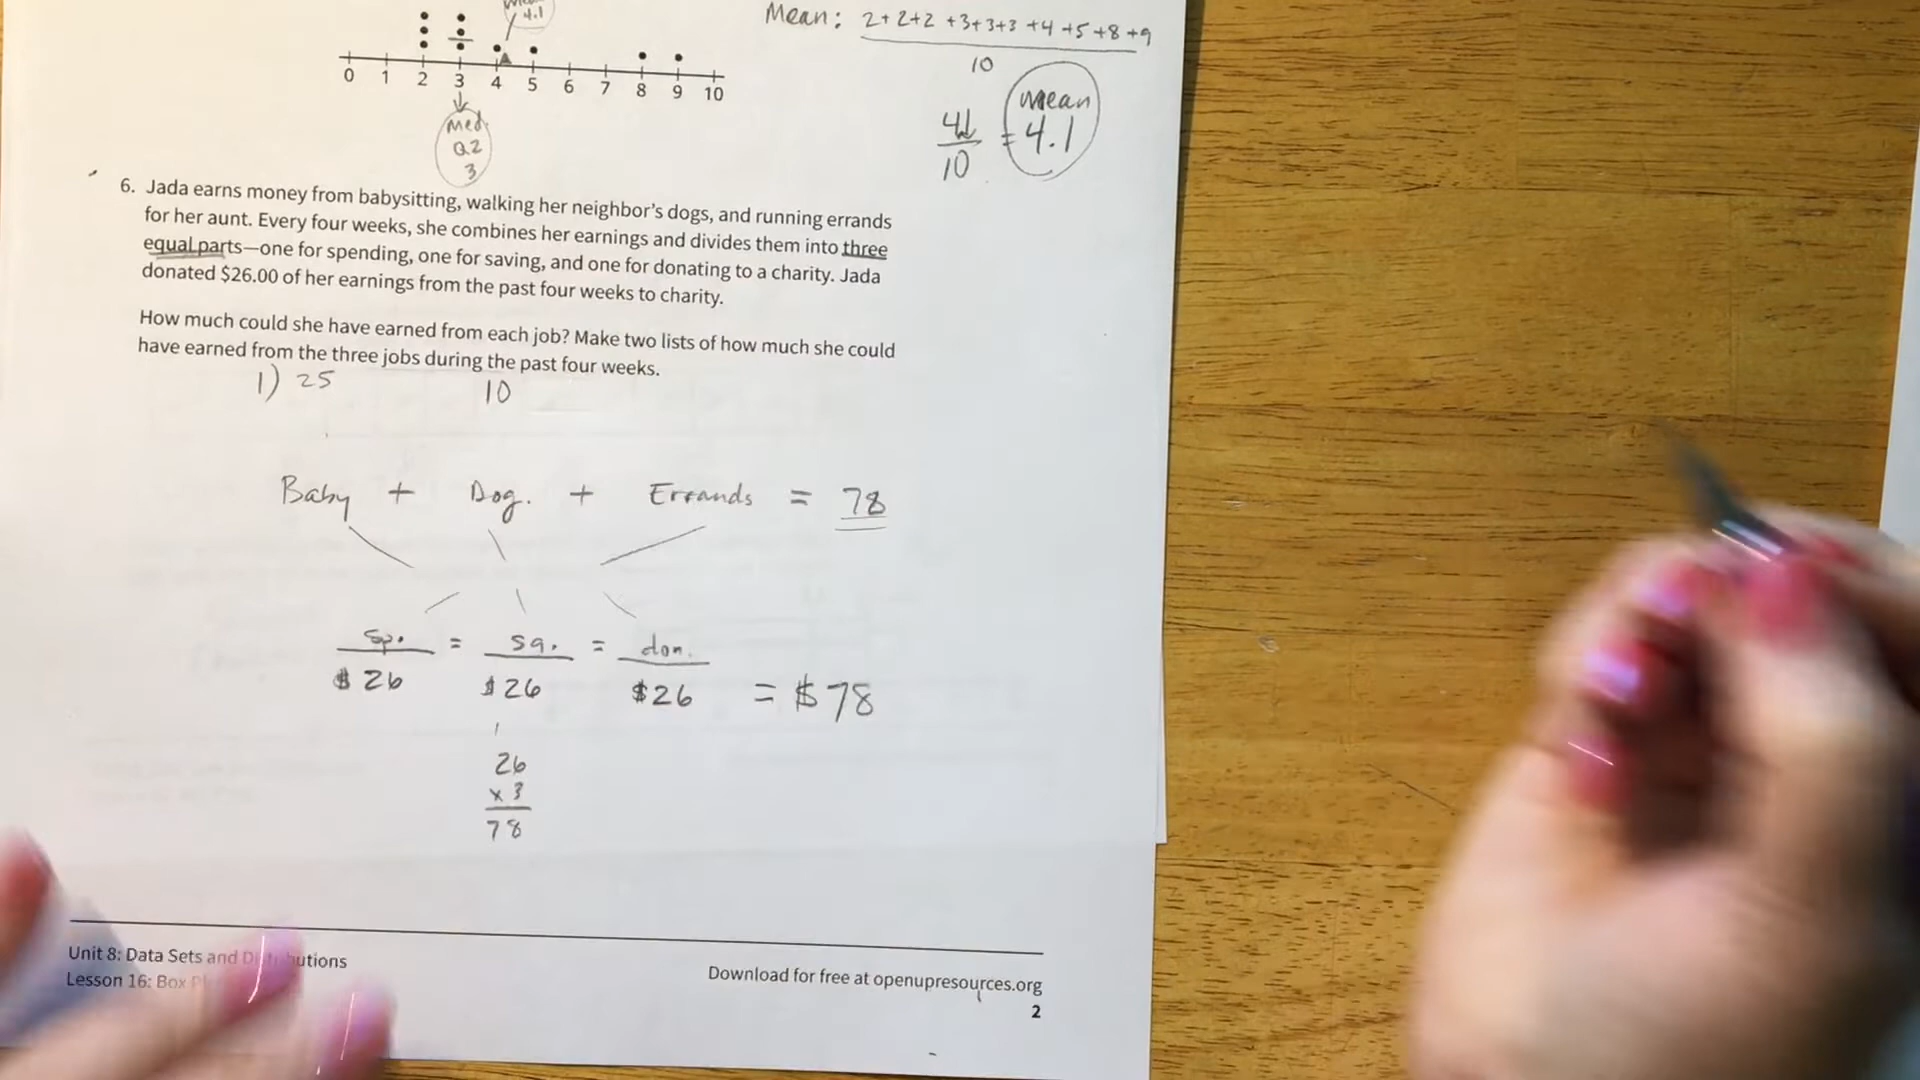 4.1
Mean: 2+2+2 +3+3+3 +4 +5 +8 +9
10
0 1 2 3 4 5 6 7 8 9 10
Med.
Q2
3
41
10
= 4.1
Mean
6. Jada earns money from babysitting, walking her neighbor's dogs, and running errands
for her aunt. Every four weeks, she combines her earnings and divides them into three
equal parts—one for spending, one for saving, and one for donating to a charity. Jada
donated $26.00 of her earnings from the past four weeks to charity.
How much could she have earned from each job? Make two lists of how much she could
have earned from the three jobs during the past four weeks.
1) 25 10
Baby + Dog. + Errands = 78
sp. = sa. = don.
$26 $26 $26 = $78
1
26
x 3
78
Unit 8: Data Sets and Distributions
Lesson 16: Box
Download for free at openupresources.org
2